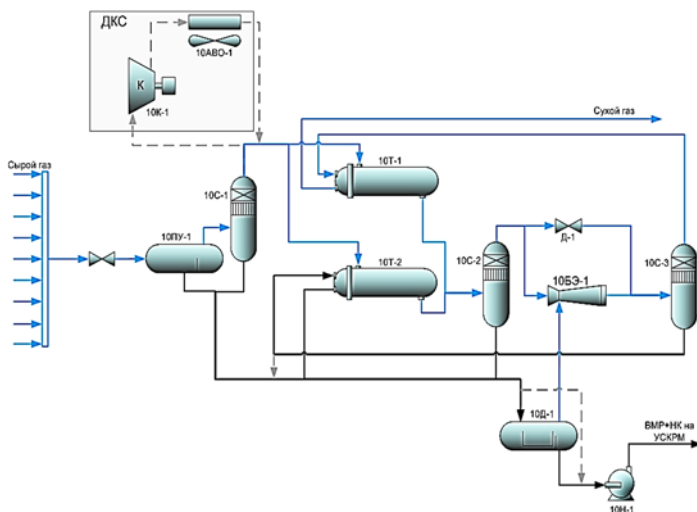 ДКС
10АВО-1
К
10К-1
Сухой газ
Сырой газ
10Т-1
10С-1
10ПУ-1
Д-1
10С-2
10С-3
10Т-2
10БЭ-1
10Д-1
ВМР+НК на
УСКРМ
10Н-1